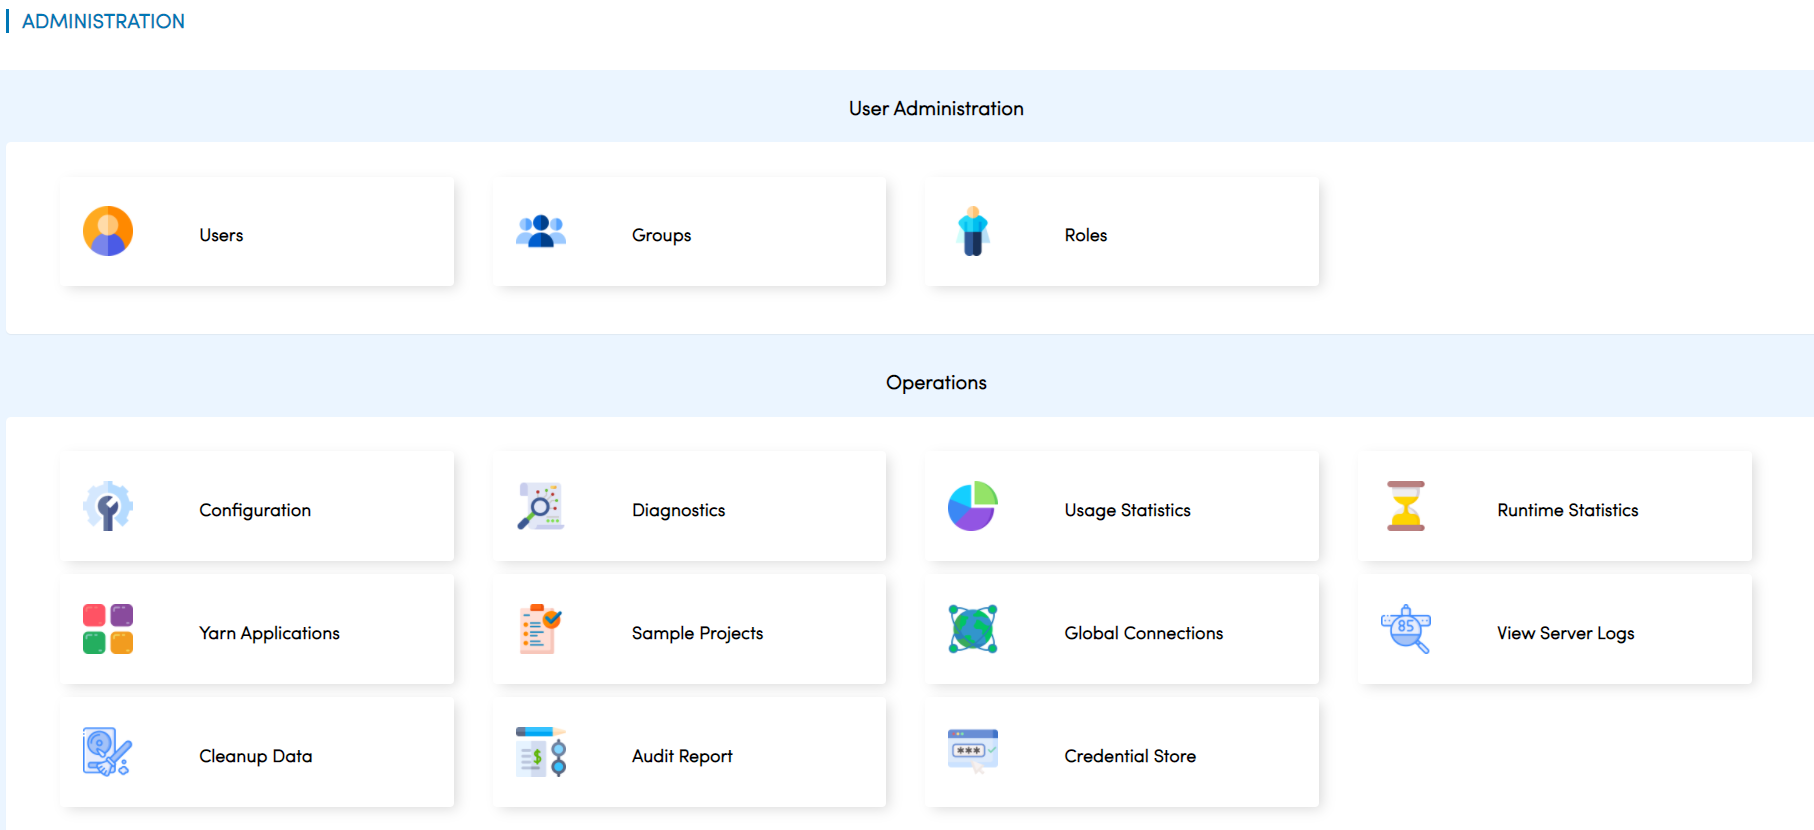 ADMINISTRATION
User Administration
Users
Groups
Roles
Operations
Configuration
Diagnostics
Usage Statistics
Runtime Statistics
Yarn Applications
Sample Projects
Global Connections
85
View Server Logs
Cleanup Data
$
Audit Report
***
Credential Store